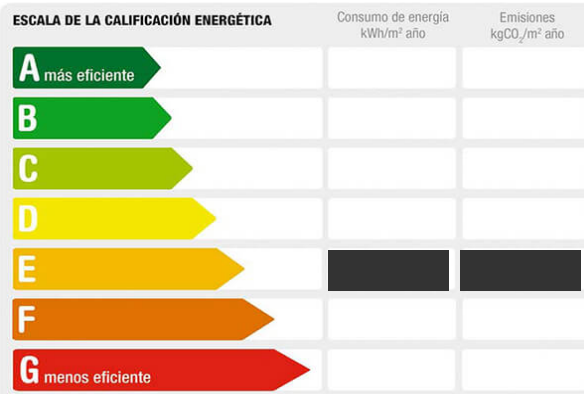 ESCALA DE LA CALIFICACIÓN ENERGÉTICA
Consumo de energía
kWh/m² año
Emisiones
kgCO₂/m² año
A más eficiente
B
C
D
E
F
G menos eficiente